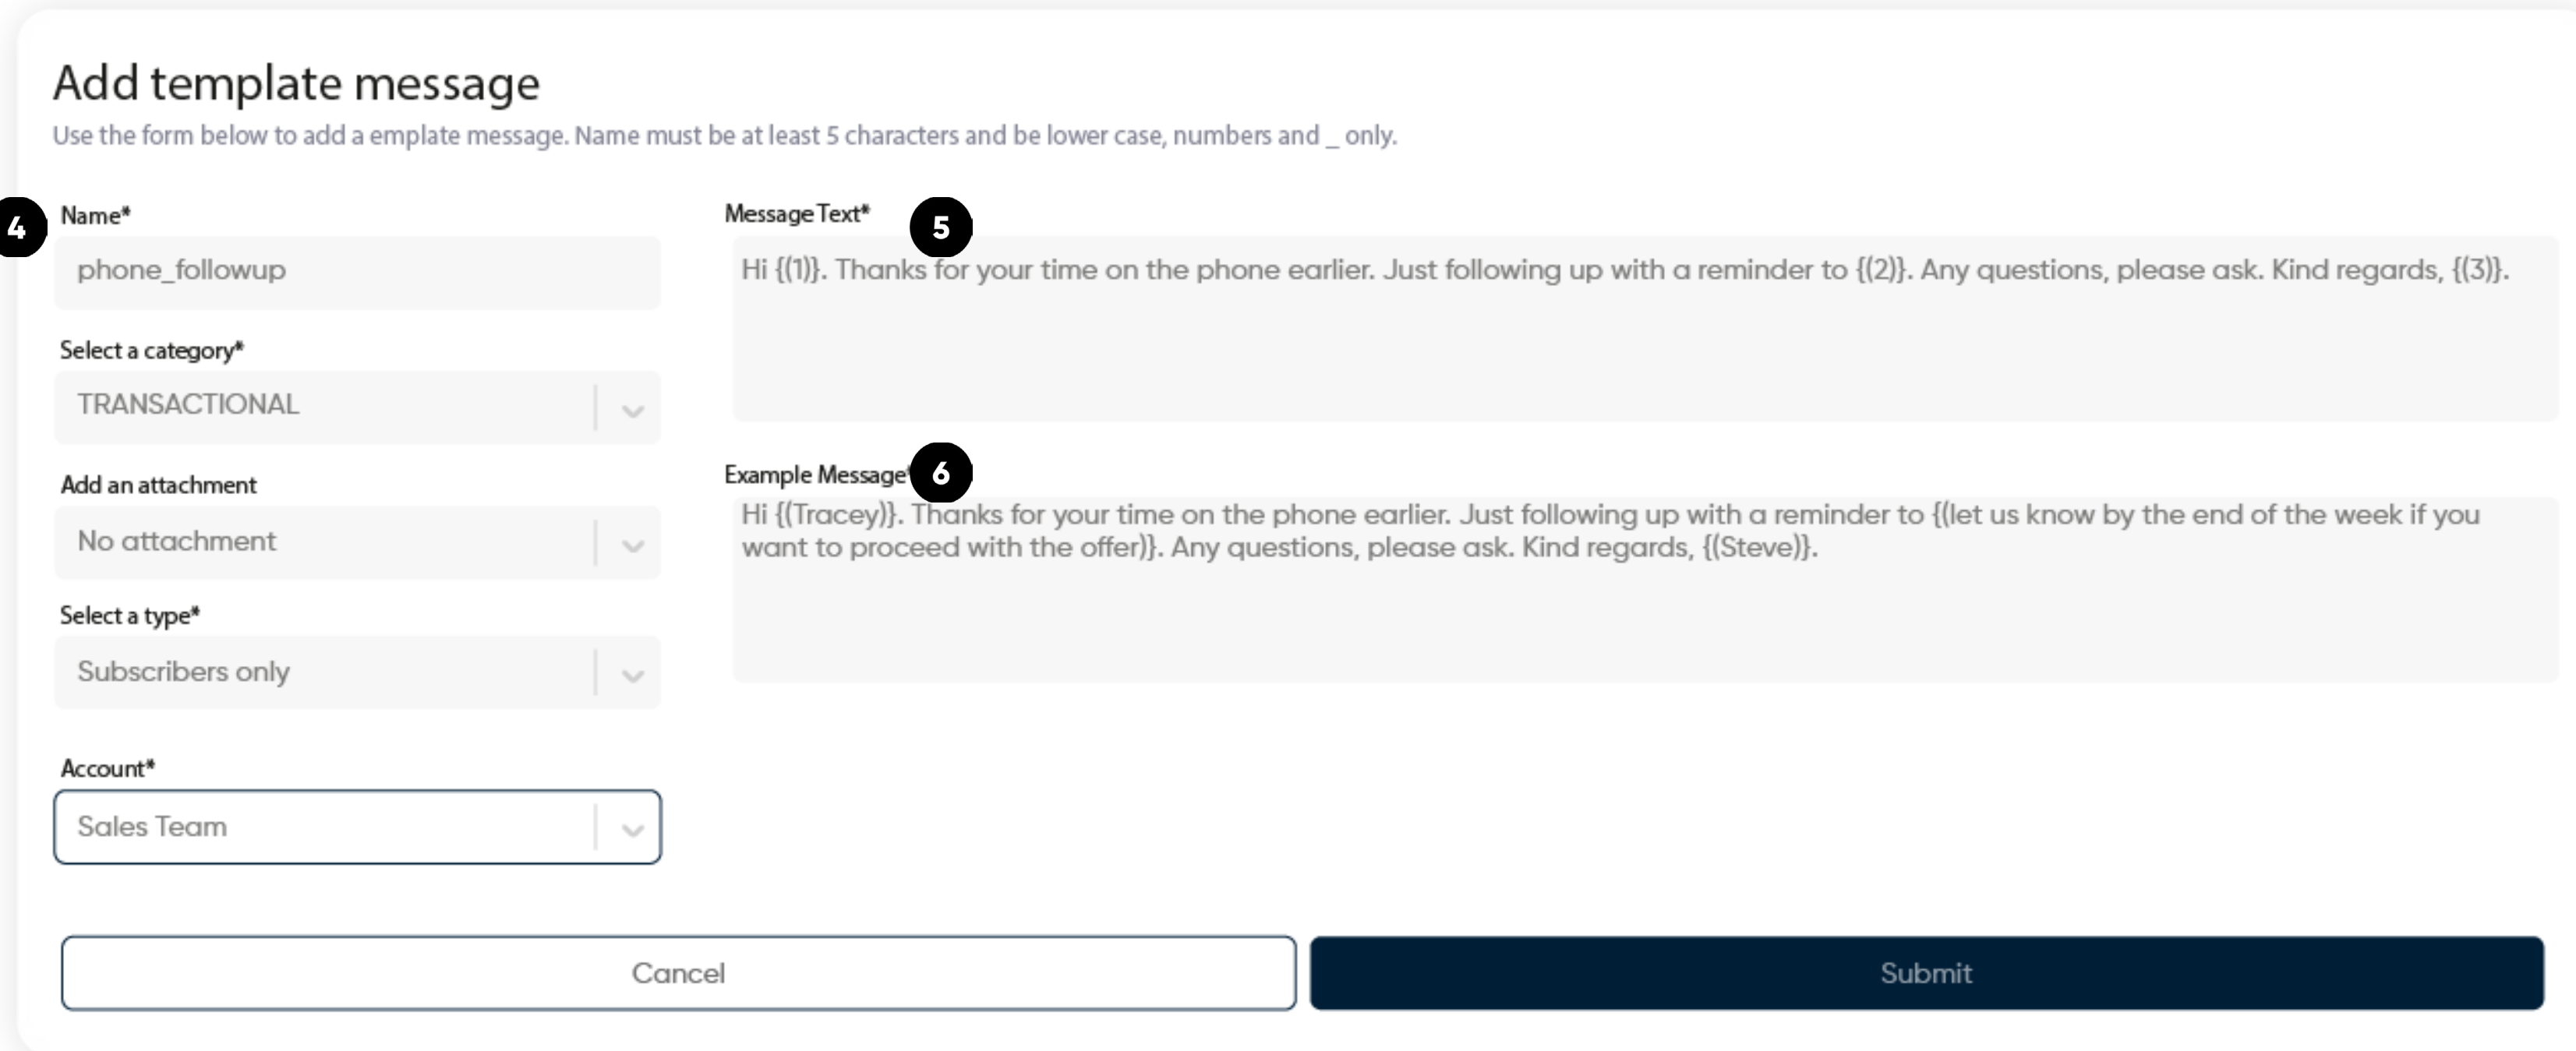 Add template message
Use the form below to add a emplate message. Name must be at least 5 characters and be lower case, numbers and _ only.
4
Name*
phone_followup
Select a category*
TRANSACTIONAL
Add an attachment
No attachment
Select a type*
Subscribers only
Account*
Sales Team
Message Text*
5
Hi {(1)}. Thanks for your time on the phone earlier. Just following up with a reminder to {(2)}. Any questions, please ask. Kind regards, {(3)}.
Example Message*
6
Hi {(Tracey)}. Thanks for your time on the phone earlier. Just following up with a reminder to {(let us know by the end of the week if you
want to proceed with the offer)}. Any questions, please ask. Kind regards, {(Steve)}.
Cancel
Submit